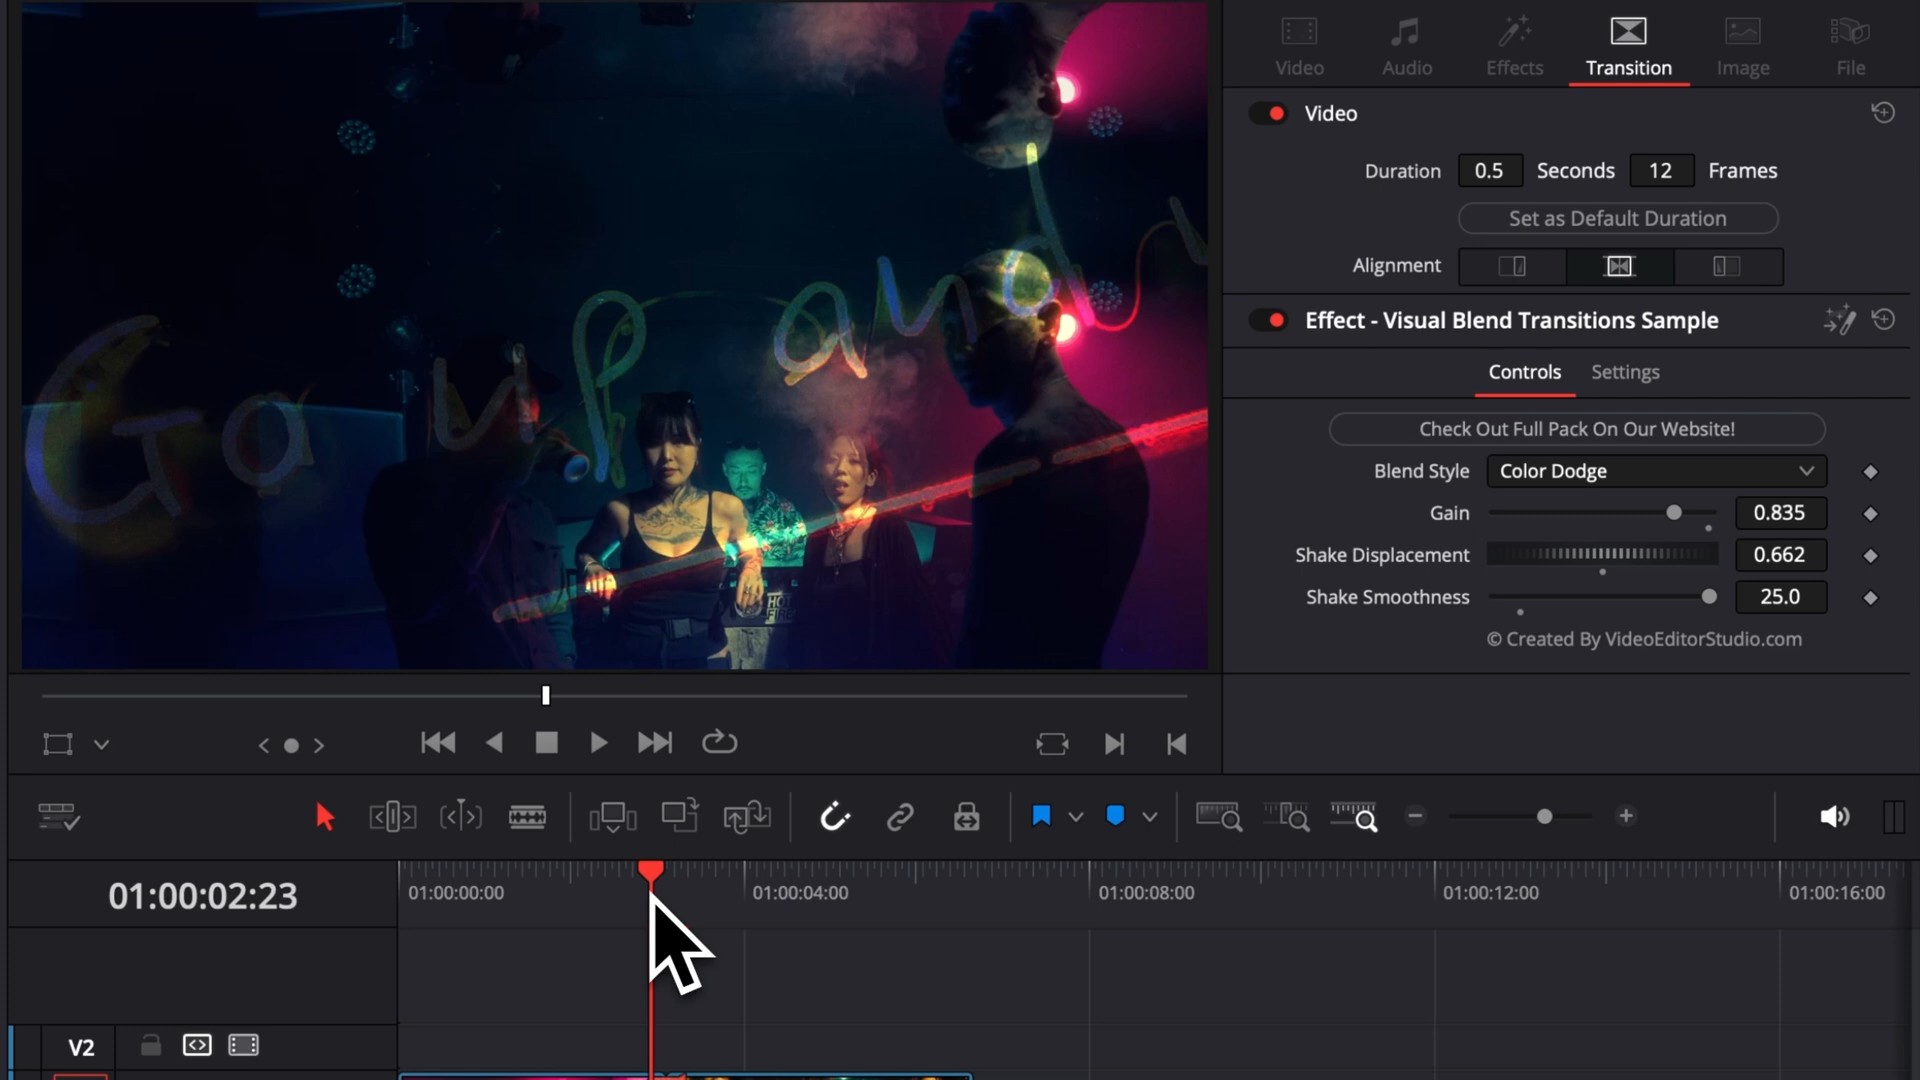 Video
Audio
Effects
Transition
Image
File
Video
Duration 0.5 Seconds 12 Frames
Set as Default Duration
Alignment
Effect - Visual Blend Transitions Sample
Controls Settings
Check Out Full Pack On Our Website!
Blend Style Color Dodge
Gain 0.835
Shake Displacement 0.662
Shake Smoothness 25.0
© Created By VideoEditorStudio.com
Go up and
HOT
01:00:02:23
01:00:00:00 01:00:04:00 01:00:08:00 01:00:12:00 01:00:16:00
V2